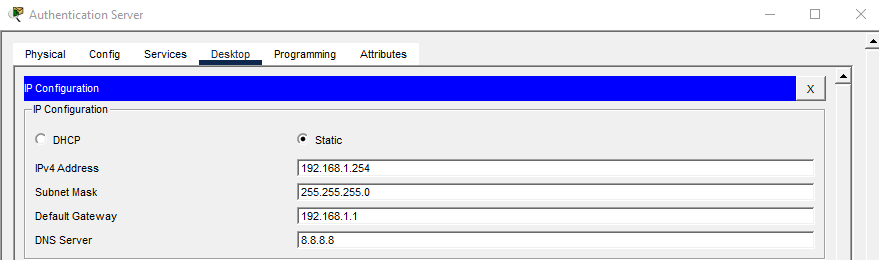 Authentication Server
Physical Config Services Desktop Programming Attributes
IP Configuration X
IP Configuration
DHCP Static
IPv4 Address 192.168.1.254
Subnet Mask 255.255.255.0
Default Gateway 192.168.1.1
DNS Server 8.8.8.8